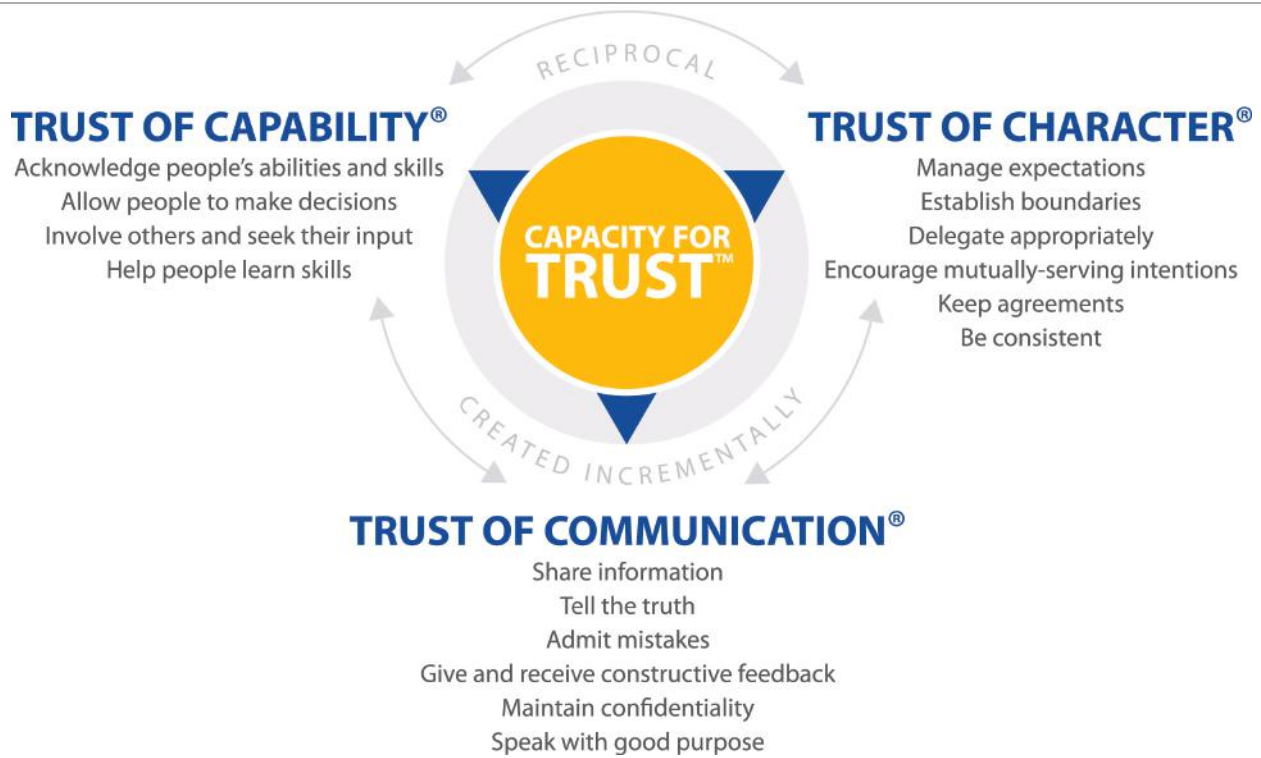 RECIPROCAL
TRUST OF CAPABILITY®
Acknowledge people's abilities and skills
Allow people to make decisions
Involve others and seek their input
Help people learn skills
TRUST OF CHARACTER®
Manage expectations
Establish boundaries
Delegate appropriately
Encourage mutually-serving intentions
Keep agreements
Be consistent
CAPACITY FOR
TRUST™
CREATED INCREMENTALLY
TRUST OF COMMUNICATION®
Share information
Tell the truth
Admit mistakes
Give and receive constructive feedback
Maintain confidentiality
Speak with good purpose